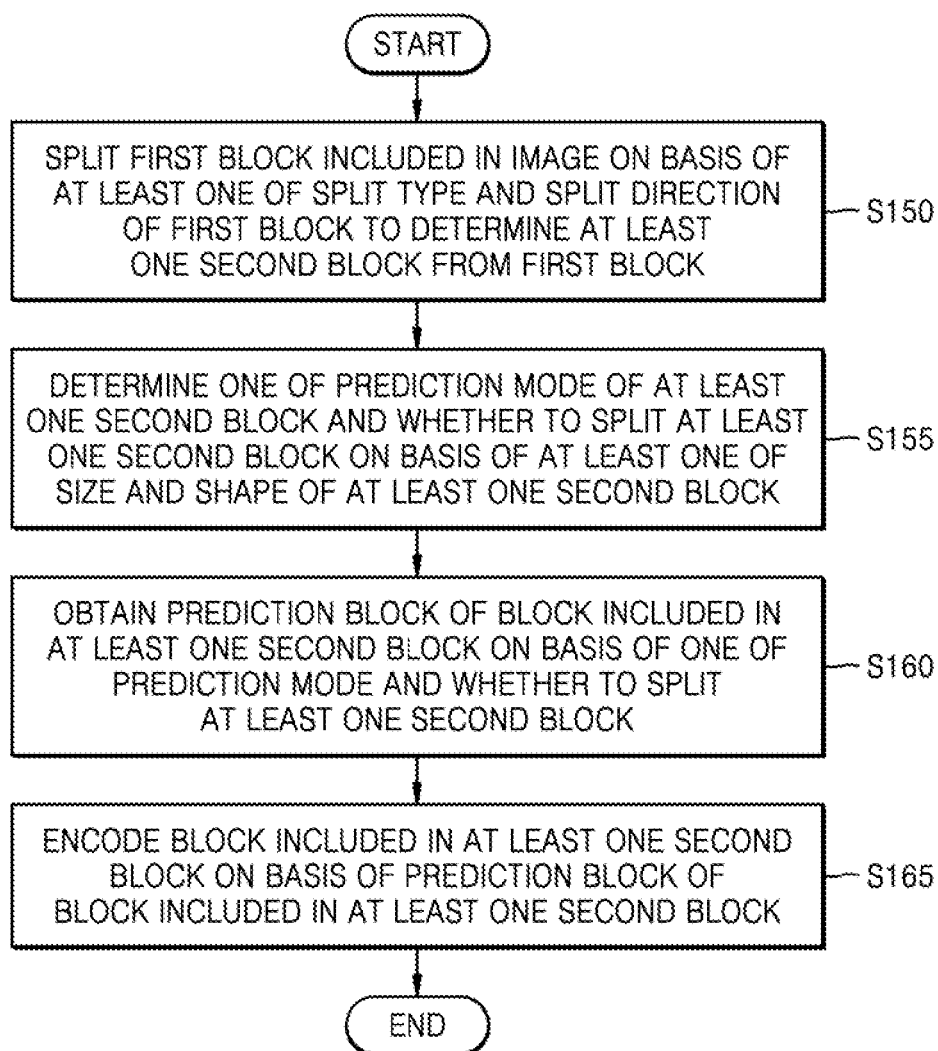 START
SPLIT FIRST BLOCK INCLUDED IN IMAGE ON BASIS OF
AT LEAST ONE OF SPLIT TYPE AND SPLIT DIRECTION
OF FIRST BLOCK TO DETERMINE AT LEAST
ONE SECOND BLOCK FROM FIRST BLOCK
S150
DETERMINE ONE OF PREDICTION MODE OF AT LEAST
ONE SECOND BLOCK AND WHETHER TO SPLIT AT LEAST
ONE SECOND BLOCK ON BASIS OF AT LEAST ONE OF
SIZE AND SHAPE OF AT LEAST ONE SECOND BLOCK
S155
OBTAIN PREDICTION BLOCK OF BLOCK INCLUDED IN
AT LEAST ONE SECOND BLOCK ON BASIS OF ONE OF
PREDICTION MODE AND WHETHER TO SPLIT
AT LEAST ONE SECOND BLOCK
S160
ENCODE BLOCK INCLUDED IN AT LEAST ONE SECOND
BLOCK ON BASIS OF PREDICTION BLOCK OF
BLOCK INCLUDED IN AT LEAST ONE SECOND BLOCK
S165
END